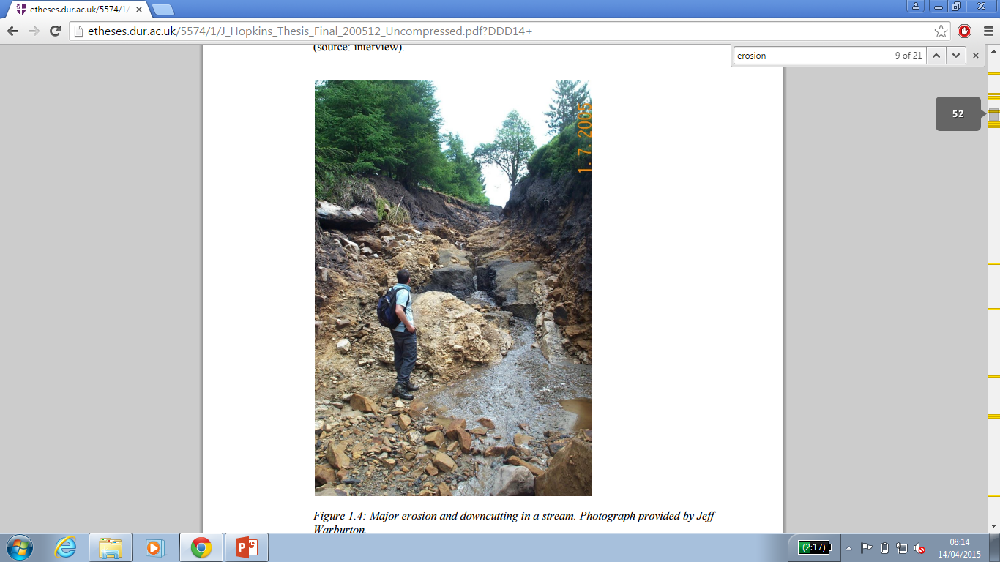 etheses.dur.ac.uk/5574/1/
etheses.dur.ac.uk/5574/1/J_Hopkins_Thesis_Final_200512_Uncompressed.pdf?DDD14+
erosion 9 of 21
(source: interview).
52
1. 7. 2005
Figure 1.4: Major erosion and downcutting in a stream. Photograph provided by Jeff
Warburton
(2:17)
08:14
14/04/2015